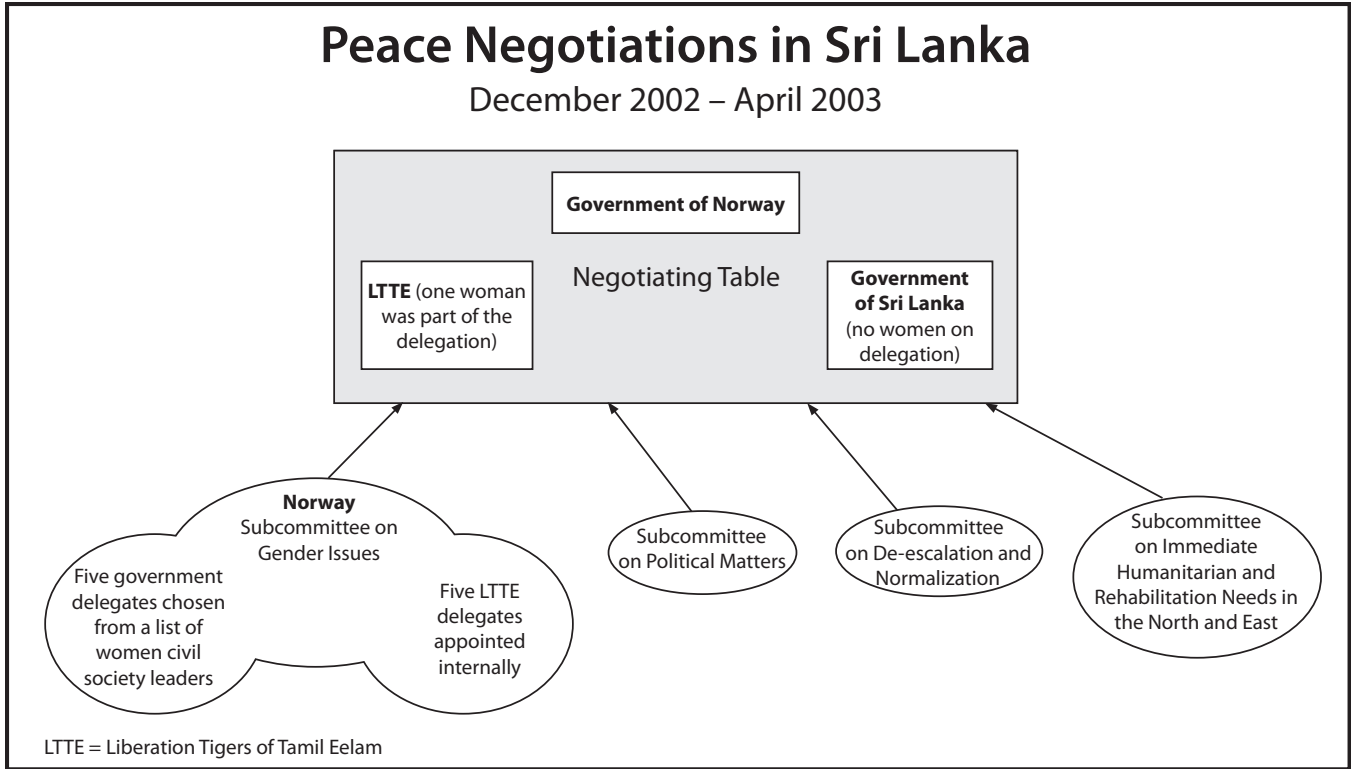 Peace Negotiations in Sri Lanka
December 2002 – April 2003
Government of Norway
Negotiating Table
LTTE (one woman
was part of the
delegation)
Government
of Sri Lanka
(no women on
delegation)
Norway
Subcommittee on
Gender Issues
Five government
delegates chosen
from a list of
women civil
society leaders
Five LTTE
delegates
appointed
internally
Subcommittee
on Political Matters
Subcommittee
on De-escalation and
Normalization
Subcommittee
on Immediate
Humanitarian and
Rehabilitation Needs in
the North and East
LTTE = Liberation Tigers of Tamil Eelam